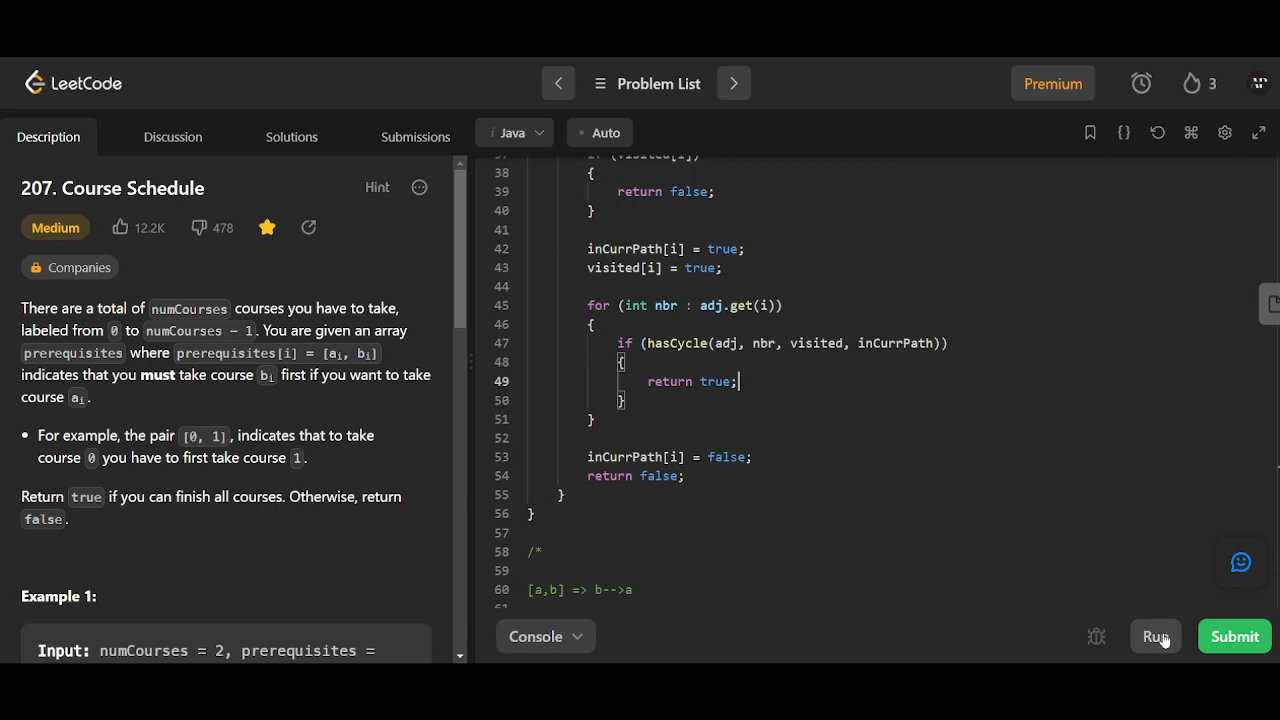 LeetCode
Problem List
Premium
3
Description
Discussion
Solutions
Submissions
i Java
Auto
207. Course Schedule
Hint
Medium
12.2K
478
Companies
There are a total of numCourses courses you have to take,
labeled from 0 to numCourses - 1. You are given an array
prerequisites where prerequisites[i] = [ai, bi]
indicates that you must take course bi first if you want to take
course ai.
• For example, the pair [0, 1], indicates that to take
course 0 you have to first take course 1.
Return true if you can finish all courses. Otherwise, return
false.
Example 1:
Input: numCourses = 2, prerequisites =
37 if (visited[i])
38 {
39 return false;
40 }
41
42 inCurrPath[i] = true;
43 visited[i] = true;
44
45 for (int nbr : adj.get(i))
46 {
47 if (hasCycle(adj, nbr, visited, inCurrPath))
48 {
49 return true;
50 }
51 }
52
53 inCurrPath[i] = false;
54 return false;
55 }
56 }
57
58 /*
59
60 [a,b] => b-->a
61
Console
Run
Submit